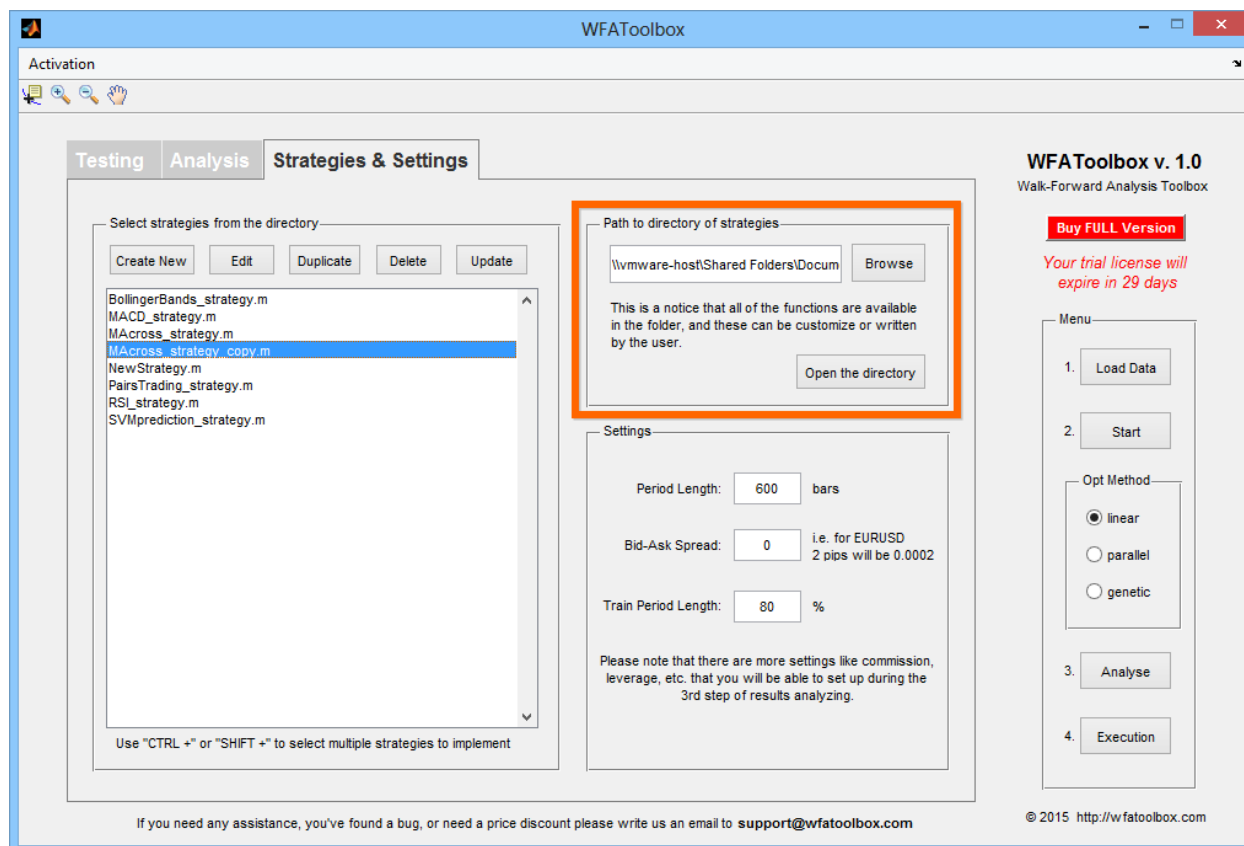 WFAToolbox
Activation
Testing
Analysis
Strategies & Settings
Select strategies from the directory
Create New
Edit
Duplicate
Delete
Update
BollingerBands_strategy.m
MACD_strategy.m
MAcross_strategy.m
MAcross_strategy_copy.m
NewStrategy.m
PairsTrading_strategy.m
RSI_strategy.m
SVMprediction_strategy.m
Use "CTRL +" or "SHIFT +" to select multiple strategies to implement
Path to directory of strategies
\\vmware-host\Shared Folders\Docum
Browse
This is a notice that all of the functions are available
in the folder, and these can be customize or written
by the user.
Open the directory
Settings
Period Length: 600 bars
Bid-Ask Spread: 0 i.e. for EURUSD
2 pips will be 0.0002
Train Period Length: 80 %
Please note that there are more settings like commission,
leverage, etc. that you will be able to set up during the
3rd step of results analyzing.
WFAToolbox v. 1.0
Walk-Forward Analysis Toolbox
Buy FULL Version
Your trial license will
expire in 29 days
Menu
1. Load Data
2. Start
Opt Method
linear
parallel
genetic
3. Analyse
4. Execution
If you need any assistance, you've found a bug, or need a price discount please write us an email to support@wfatoolbox.com
© 2015 http://wfatoolbox.com